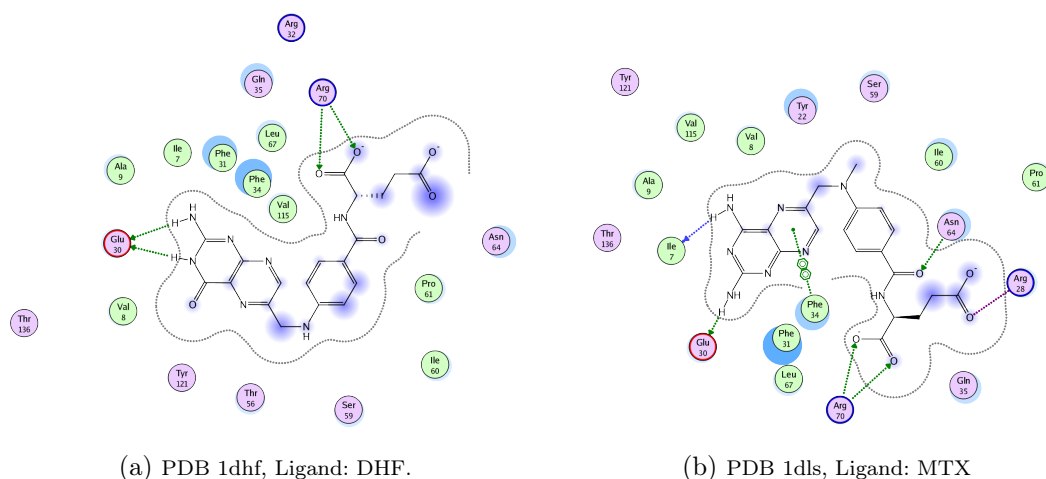 Arg
32
Gln
35
Arg
70
Leu
67
Ile
7
Phe
31
Ala
9
Phe
34
Val
115
Glu
30
Asn
64
Val
8
Pro
61
Thr
136
Tyr
121
Thr
56
Ser
59
Ile
60
H
N
H
N
N
N
N
O
O
O-
O-
O
NH
O
N
H
(a) PDB 1dhf, Ligand: DHF.
Tyr
121
Ser
59
Tyr
22
Val
115
Val
8
Ile
60
Pro
61
Ala
9
Asn
64
Thr
136
Ile
7
Arg
28
Phe
34
Glu
30
Phe
31
Leu
67
Gln
35
Arg
70
H
NH
N
N
N
N
N
NH
H
O
HN
O-
O
O-
O
(b) PDB 1dls, Ligand: MTX